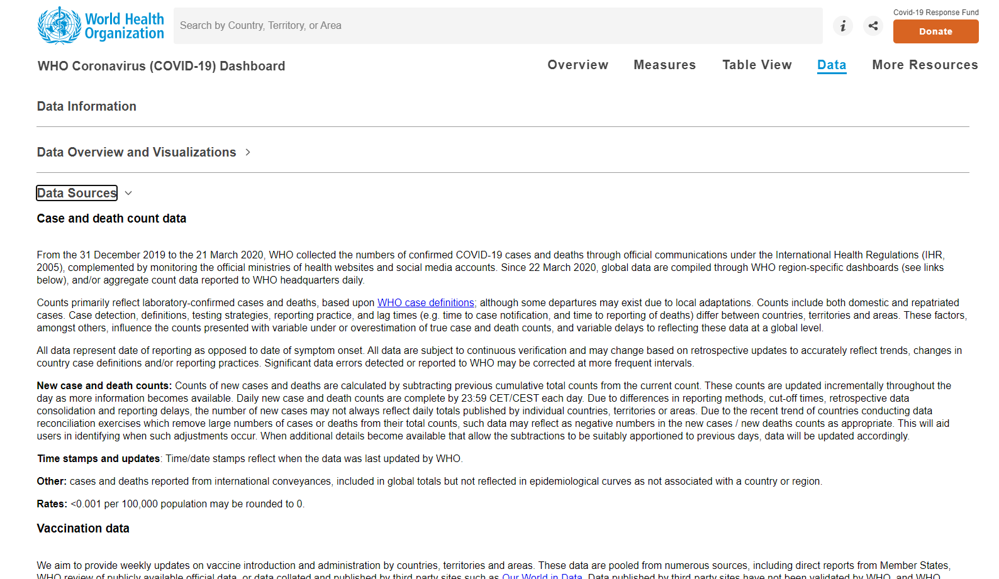 World Health
Organization
Search by Country, Territory, or Area
i
Covid-19 Response Fund
Donate
WHO Coronavirus (COVID-19) Dashboard
Overview
Measures
Table View
Data
More Resources
Data Information
Data Overview and Visualizations
Data Sources
Case and death count data
From the 31 December 2019 to the 21 March 2020, WHO collected the numbers of confirmed COVID-19 cases and deaths through official communications under the International Health Regulations (IHR,
2005), complemented by monitoring the official ministries of health websites and social media accounts. Since 22 March 2020, global data are compiled through WHO region-specific dashboards (see links
below), and/or aggregate count data reported to WHO headquarters daily.
Counts primarily reflect laboratory-confirmed cases and deaths, based upon WHO case definitions; although some departures may exist due to local adaptations. Counts include both domestic and repatriated
cases. Case detection, definitions, testing strategies, reporting practice, and lag times (e.g. time to case notification, and time to reporting of deaths) differ between countries, territories and areas. These factors,
amongst others, influence the counts presented with variable under or overestimation of true case and death counts, and variable delays to reflecting these data at a global level.
All data represent date of reporting as opposed to date of symptom onset. All data are subject to continuous verification and may change based on retrospective updates to accurately reflect trends, changes in
country case definitions and/or reporting practices. Significant data errors detected or reported to WHO may be corrected at more frequent intervals.
New case and death counts: Counts of new cases and deaths are calculated by subtracting previous cumulative total counts from the current count. These counts are updated incrementally throughout the
day as more information becomes available. Daily new case and death counts are complete by 23:59 CET/CEST each day. Due to differences in reporting methods, cut-off times, retrospective data
consolidation and reporting delays, the number of new cases may not always reflect daily totals published by individual countries, territories or areas. Due to the recent trend of countries conducting data
reconciliation exercises which remove large numbers of cases or deaths from their total counts, such data may reflect as negative numbers in the new cases / new deaths counts as appropriate. This will aid
users in identifying when such adjustments occur. When additional details become available that allow the subtractions to be suitably apportioned to previous days, data will be updated accordingly.
Time stamps and updates: Time/date stamps reflect when the data was last updated by WHO.
Other: cases and deaths reported from international conveyances, included in global totals but not reflected in epidemiological curves as not associated with a country or region.
Rates: <0.001 per 100,000 population may be rounded to 0.
Vaccination data
We aim to provide weekly updates on vaccine introduction and administration by countries, territories and areas. These data are pooled from numerous sources, including direct reports from Member States,
WHO review of publicly available official data, or data collated and published by third party sites such as Our World in Data. Data published by third party sites have not been validated by WHO, and WHO